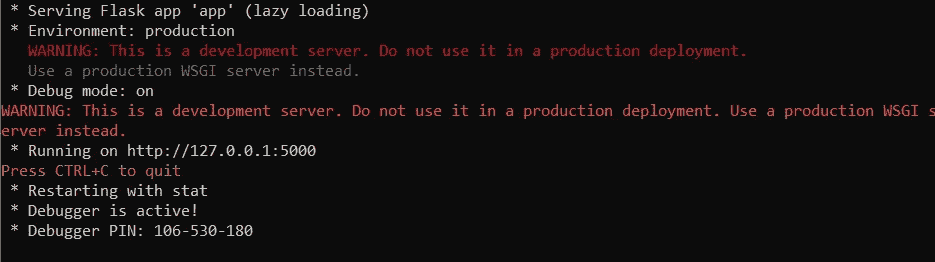 * Serving Flask app 'app' (lazy loading)
* Environment: production
WARNING: This is a development server. Do not use it in a production deployment.
Use a production WSGI server instead.
* Debug mode: on
WARNING: This is a development server. Do not use it in a production deployment. Use a production WSGI s
erver instead.
* Running on http://127.0.0.1:5000
Press CTRL+C to quit
* Restarting with stat
* Debugger is active!
* Debugger PIN: 106-530-180